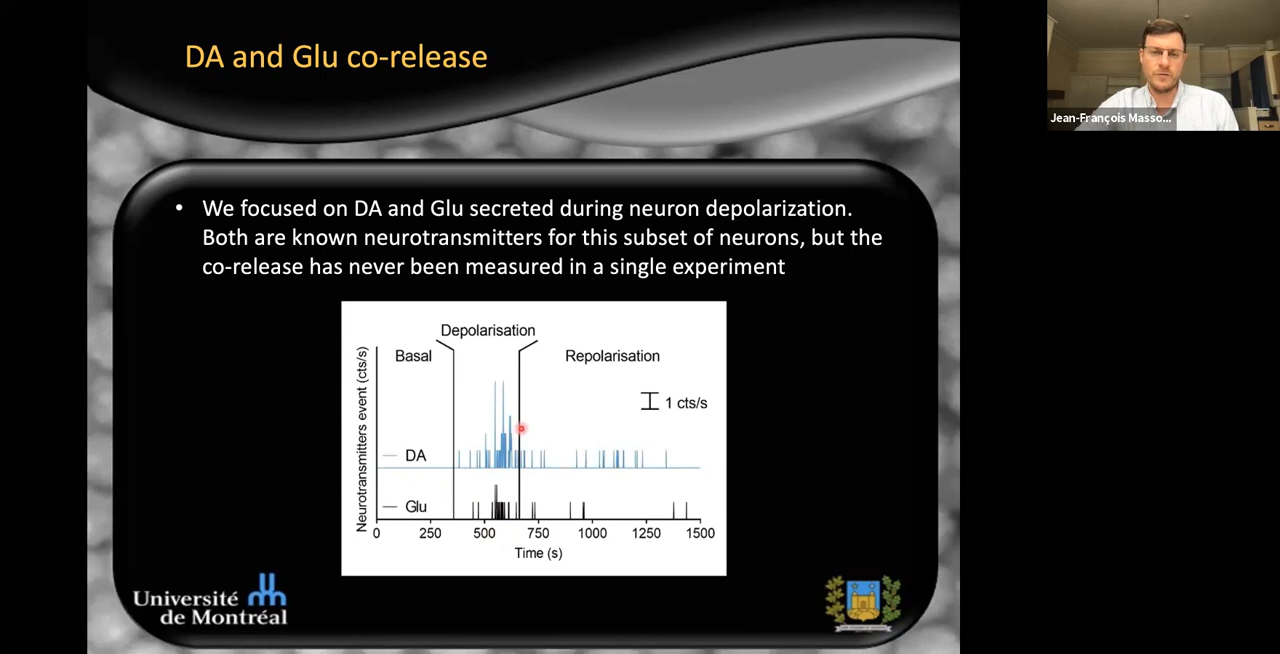 DA and Glu co-release
Jean-François Masso...
• We focused on DA and Glu secreted during neuron depolarization.
Both are known neurotransmitters for this subset of neurons, but the
co-release has never been measured in a single experiment
Depolarisation
Basal
Repolarisation
1 cts/s
DA
Glu
Neurotransmitters event (cts/s)
0 250 500 750 1000 1250 1500
Time (s)
Université
de Montréal